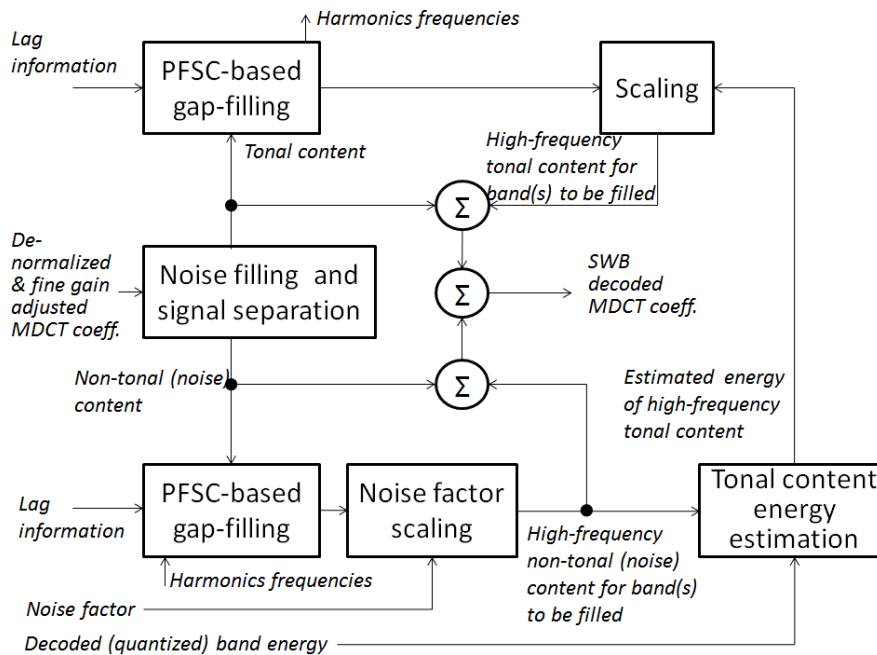 Harmonics frequencies
Lag
information
PFSC-based
gap-filling
Scaling
Tonal content
High-frequency
tonal content for
band(s) to be filled
Σ
De-
normalized
& fine gain
adjusted
MDCT coeff.
Noise filling and
signal separation
Σ
SWB
decoded
MDCT coeff.
Non-tonal (noise)
content
Σ
Estimated energy
of high-frequency
tonal content
Lag
information
PFSC-based
gap-filling
Noise factor
scaling
Tonal content
energy
estimation
High-frequency
non-tonal (noise)
content for band(s)
to be filled
Harmonics frequencies
Noise factor
Decoded (quantized) band energy